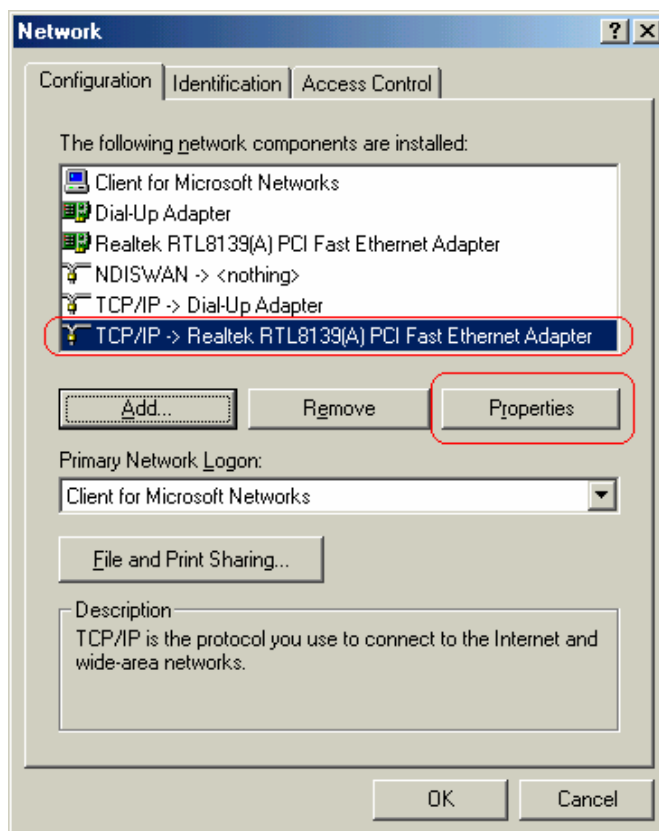 Network
Configuration Identification Access Control
The following network components are installed:
Client for Microsoft Networks
Dial-Up Adapter
Realtek RTL8139(A) PCI Fast Ethernet Adapter
NDISWAN -> <nothing>
TCP/IP -> Dial-Up Adapter
TCP/IP -> Realtek RTL8139(A) PCI Fast Ethernet Adapter
Add... Remove Properties
Primary Network Logon:
Client for Microsoft Networks
File and Print Sharing...
Description
TCP/IP is the protocol you use to connect to the Internet and
wide-area networks.
OK Cancel